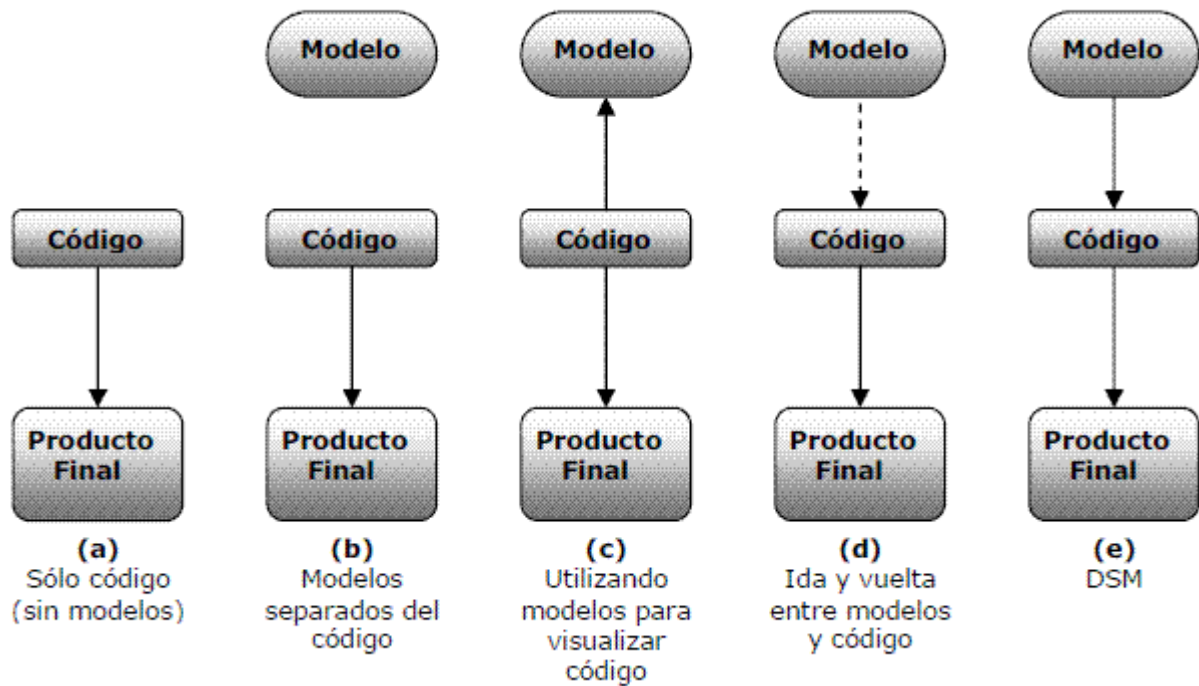 Modelo
Modelo
Modelo
Modelo
Código
Código
Código
Código
Código
Producto
Final
Producto
Final
Producto
Final
Producto
Final
Producto
Final
(a)
Sólo código
(sin modelos)
(b)
Modelos
separados del
código
(c)
Utilizando
modelos para
visualizar
código
(d)
Ida y vuelta
entre modelos
y código
(e)
DSM